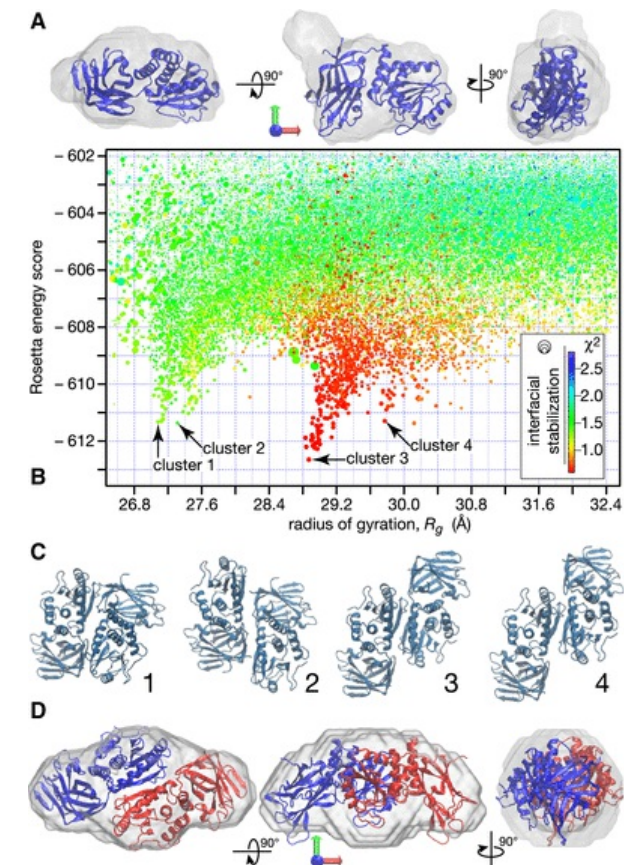 A
90°
90°
− 602
− 604
− 606
− 608
− 610
− 612
Rosetta energy score
interfacial
stabilization
χ²
2.5
2.0
1.5
1.0
cluster 1
cluster 2
cluster 3
cluster 4
B
26.8
27.6
28.4
29.2
30.0
30.8
31.6
32.4
radius of gyration, Rg (Å)
C
1
2
3
4
D
90°
90°